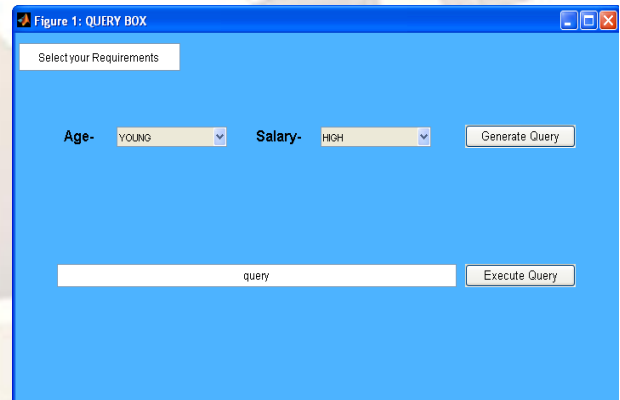 Figure 1: QUERY BOX
Select your Requirements
Age- YOUNG Salary- HIGH Generate Query
query Execute Query